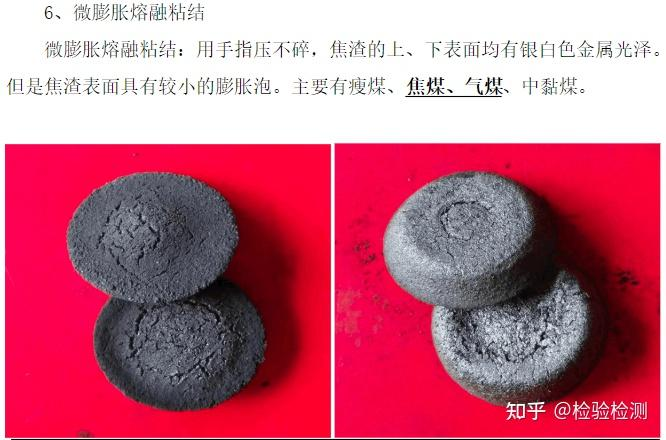 6、微膨胀熔融粘结
微膨胀熔融粘结：用手指压不碎，焦渣的上、下表面均有银白色金属光泽。
但是焦渣表面具有较小的膨胀泡。主要有瘦煤、焦煤、气煤、中黏煤。
知乎 @检验检测